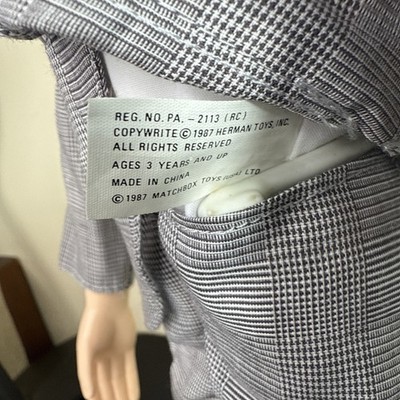 REG. NO. PA. - 2113 (RC)
COPYWRITE © 1987 HERMAN TOYS, INC.
ALL RIGHTS RESERVED
AGES 3 YEARS AND UP
MADE IN CHINA
© 1987 MATCHBOX TOYS LTD.